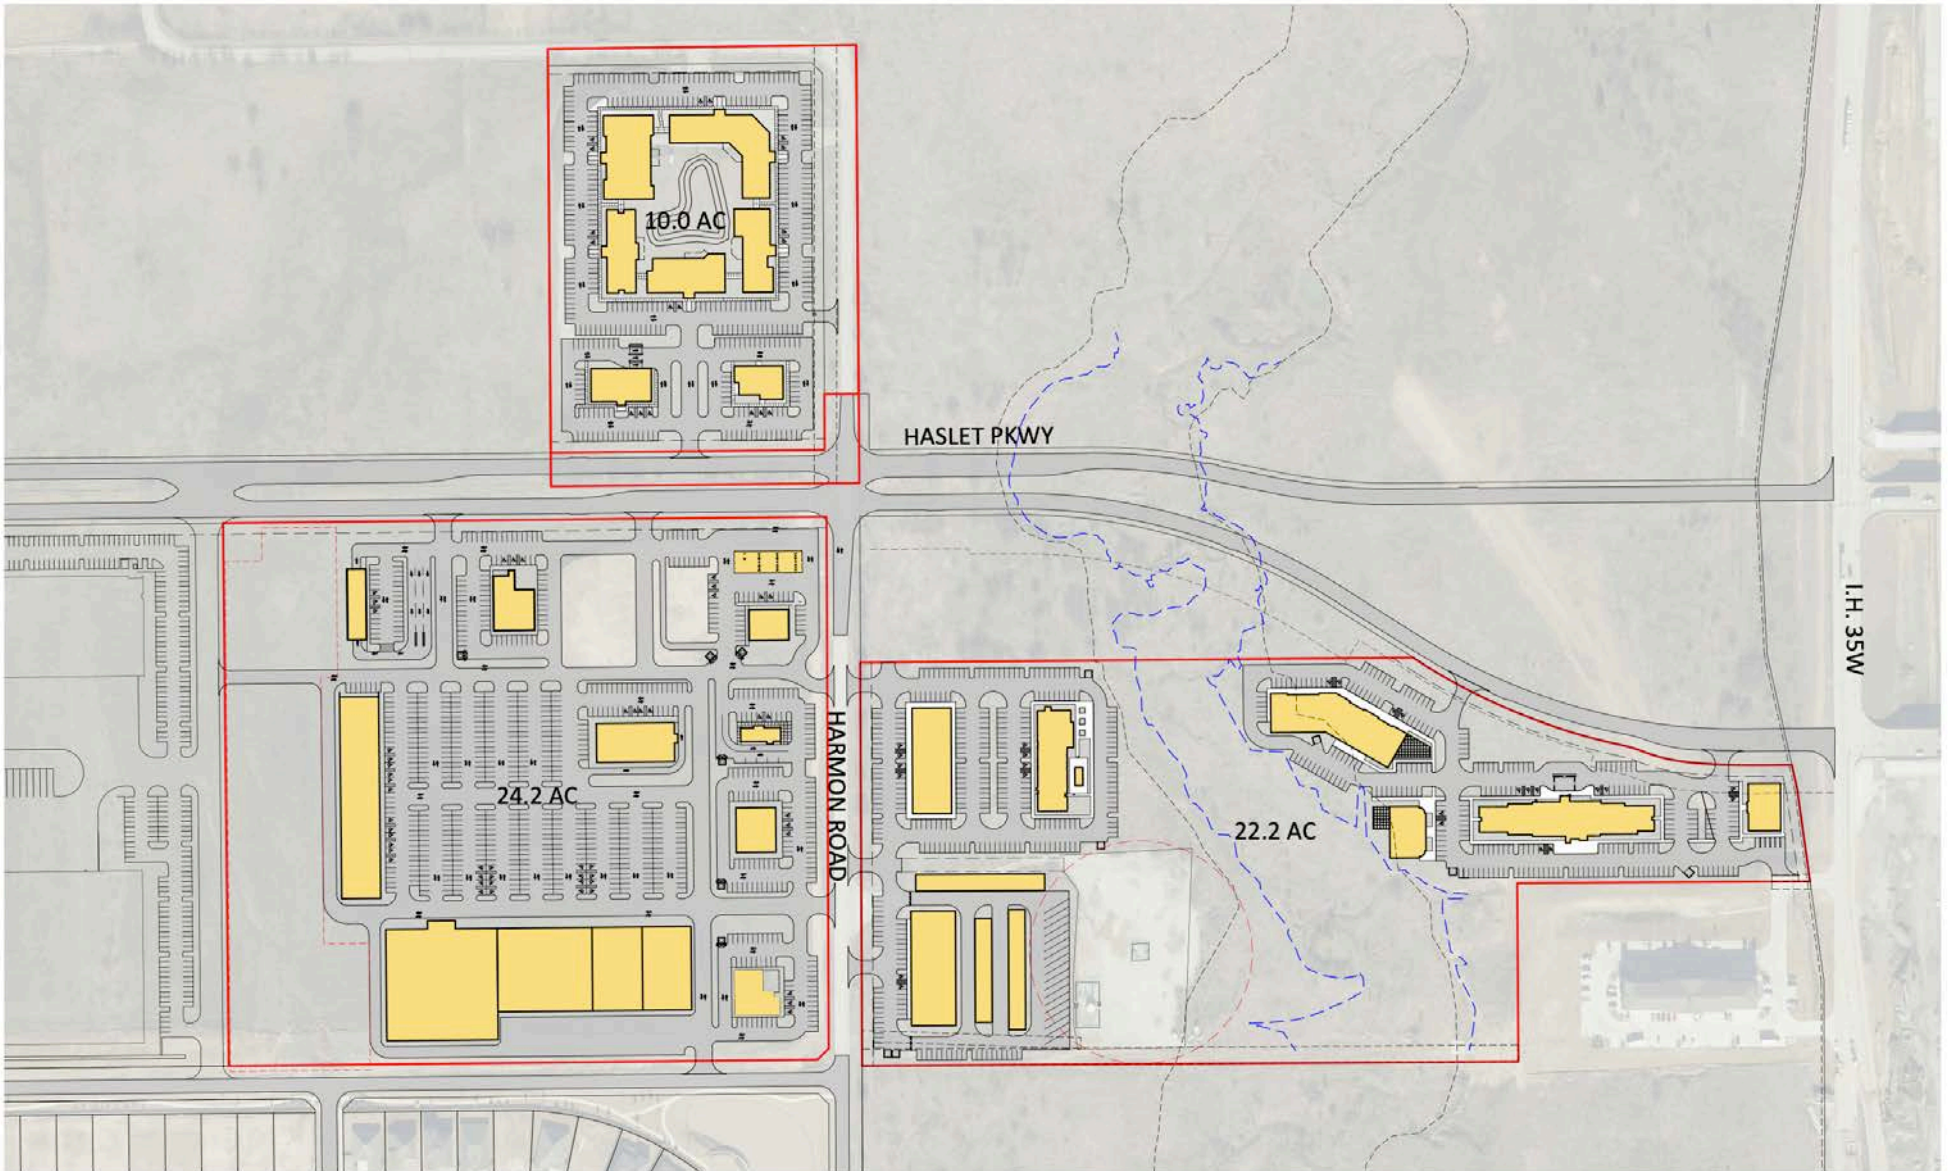 10.0 AC
HASLET PKWY
I.H. 35W
HARMON ROAD
24.2 AC
22.2 AC